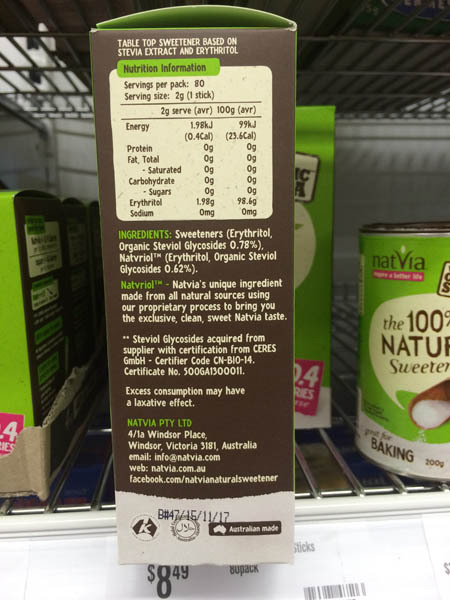 TABLE TOP SWEETENER BASED ON
STEVIA EXTRACT AND ERYTHRITOL
Nutrition Information
Servings per pack: 80
Serving size: 2g (1 stick)
2g serve (avr) 100g (avr)
Energy 1.98kJ 99kJ
(0.4Cal) (23.6Cal)
Protein 0g 0g
Fat, Total 0g 0g
- Saturated 0g 0g
Carbohydrate 0g 0g
- Sugars 0g 0g
Erythritol 1.98g 98.6g
Sodium 0mg 0mg
INGREDIENTS: Sweeteners (Erythritol,
Organic Steviol Glycosides 0.78%),
Natvriol™ (Erythritol, Organic Steviol
Glycosides 0.62%).
Natvriol™ - Natvia's unique ingredient
made from all natural sources using
our proprietary process to bring you
the exclusive, clean, sweet Natvia taste.
** Steviol Glycosides acquired from
supplier with certification from CERES
GmbH - Certifier Code CN-BIO-14.
Certificate No. 500GA1300011.
Excess consumption may have
a laxative effect.
NATVIA PTY LTD
4/1a Windsor Place,
Windsor, Victoria 3181, Australia
email: info@natvia.com
web: natvia.com.au
facebook.com/natvianaturalsweetener
B#47/15/11/17
Australian made
$8 49
80pack
Sticks
natvia
inspire a better life
the 100%
NATUR
Sweetener
great for
BAKING
200g